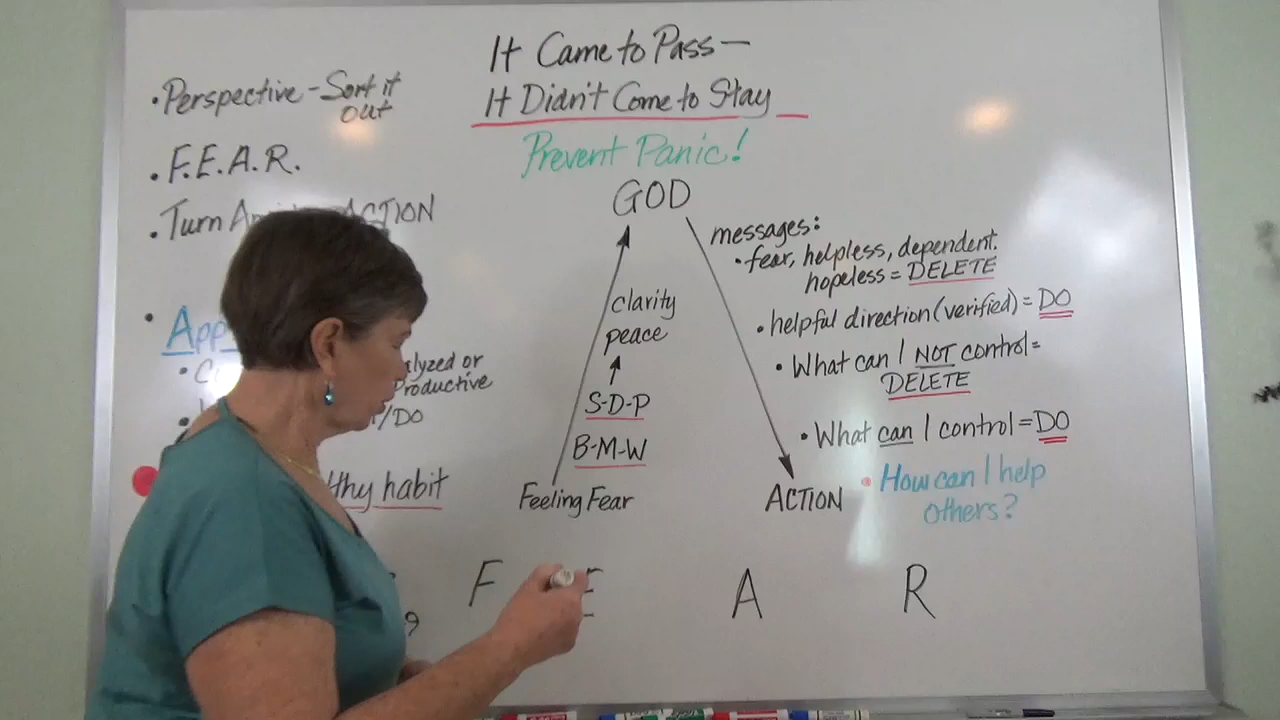 It Came to Pass—
It Didn't Come to Stay
Prevent Panic!
• Perspective - Sort it
out
• F.E.A.R.
• Turn ACTION
•
or
Productive
/DO
habit
GOD
clarity
peace
S-D-P
B-M-W
Feeling Fear
messages:
• fear, helpless, dependent.
hopeless = DELETE
• helpful direction (verified) = DO
• What can I NOT control =
DELETE
• What can I control = DO
ACTION
• How can I help
others?
F E A R